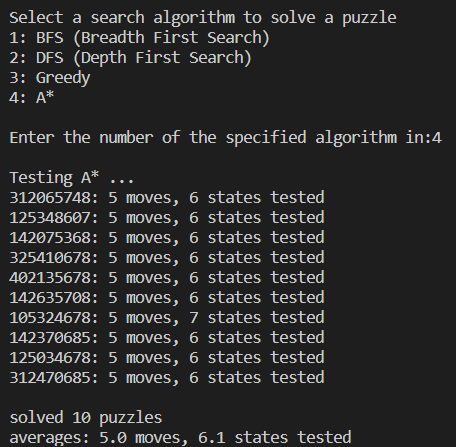 Select a search algorithm to solve a puzzle
1: BFS (Breadth First Search)
2: DFS (Depth First Search)
3: Greedy
4: A*
Enter the number of the specified algorithm in:4
Testing A* ...
312065748: 5 moves, 6 states tested
125348607: 5 moves, 6 states tested
142075368: 5 moves, 6 states tested
325410678: 5 moves, 6 states tested
402135678: 5 moves, 6 states tested
142635708: 5 moves, 6 states tested
105324678: 5 moves, 7 states tested
142370685: 5 moves, 6 states tested
125034678: 5 moves, 6 states tested
312470685: 5 moves, 6 states tested
solved 10 puzzles
averages: 5.0 moves, 6.1 states tested